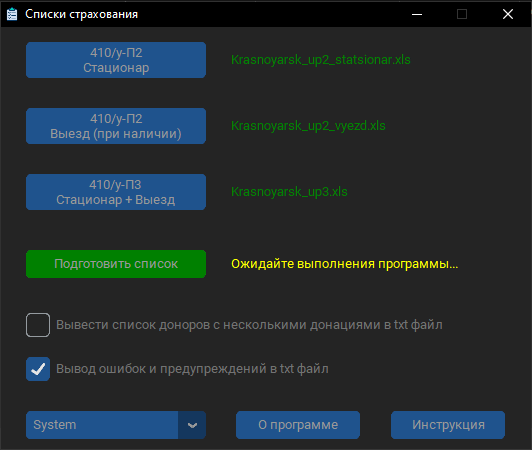 Списки страхования
410/у-П2
Стационар
Krasnoyarsk_up2_statsionar.xls
410/у-П2
Выезд (при наличии)
Krasnoyarsk_up2_vyezd.xls
410/у-П3
Стационар + Выезд
Krasnoyarsk_up3.xls
Подготовить список
Ожидайте выполнения программы...
Вывести список доноров с несколькими донациями в txt файл
Вывод ошибок и предупреждений в txt файл
System
О программе
Инструкция